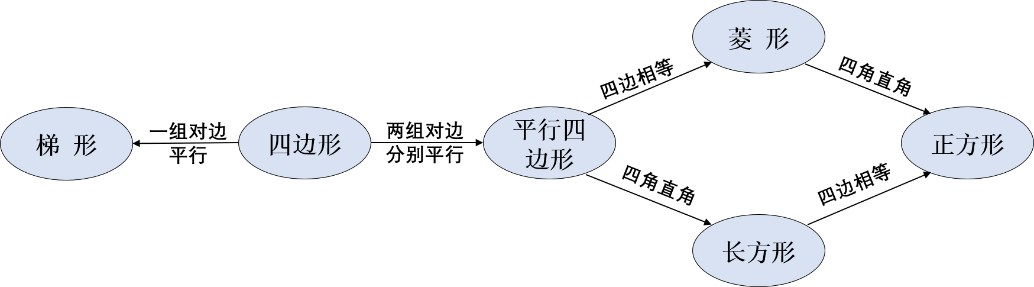 梯 形
一组对边
平行
四边形
两组对边
分别平行
平行四
边形
四边相等
菱 形
四角直角
四角直角
长方形
四边相等
正方形